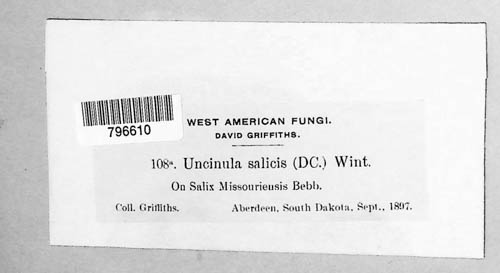 796610
WEST AMERICAN FUNGI.
DAVID GRIFFITHS.
108ª. Uncinula salicis (DC.) Wint.
On Salix Missouriensis Bebb.
Coll. Griffiths. Aberdeen, South Dakota, Sept., 1897.